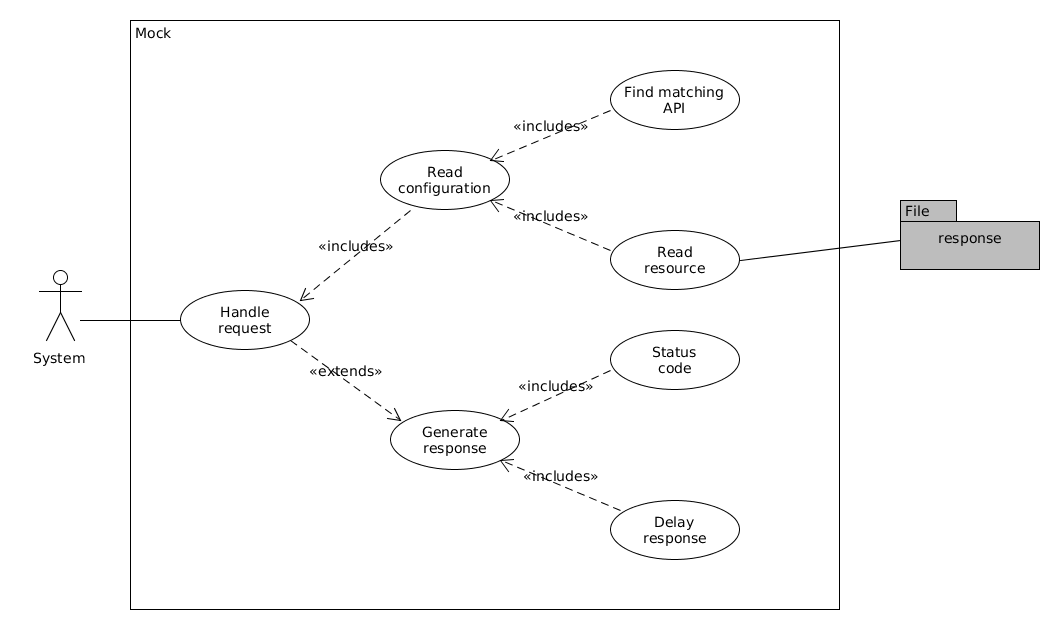 Mock
Find matching
API
«includes»
Read
configuration
«includes»
File
response
Read
resource
«includes»
Handle
request
System
Status
code
«extends»
«includes»
Generate
response
«includes»
Delay
response